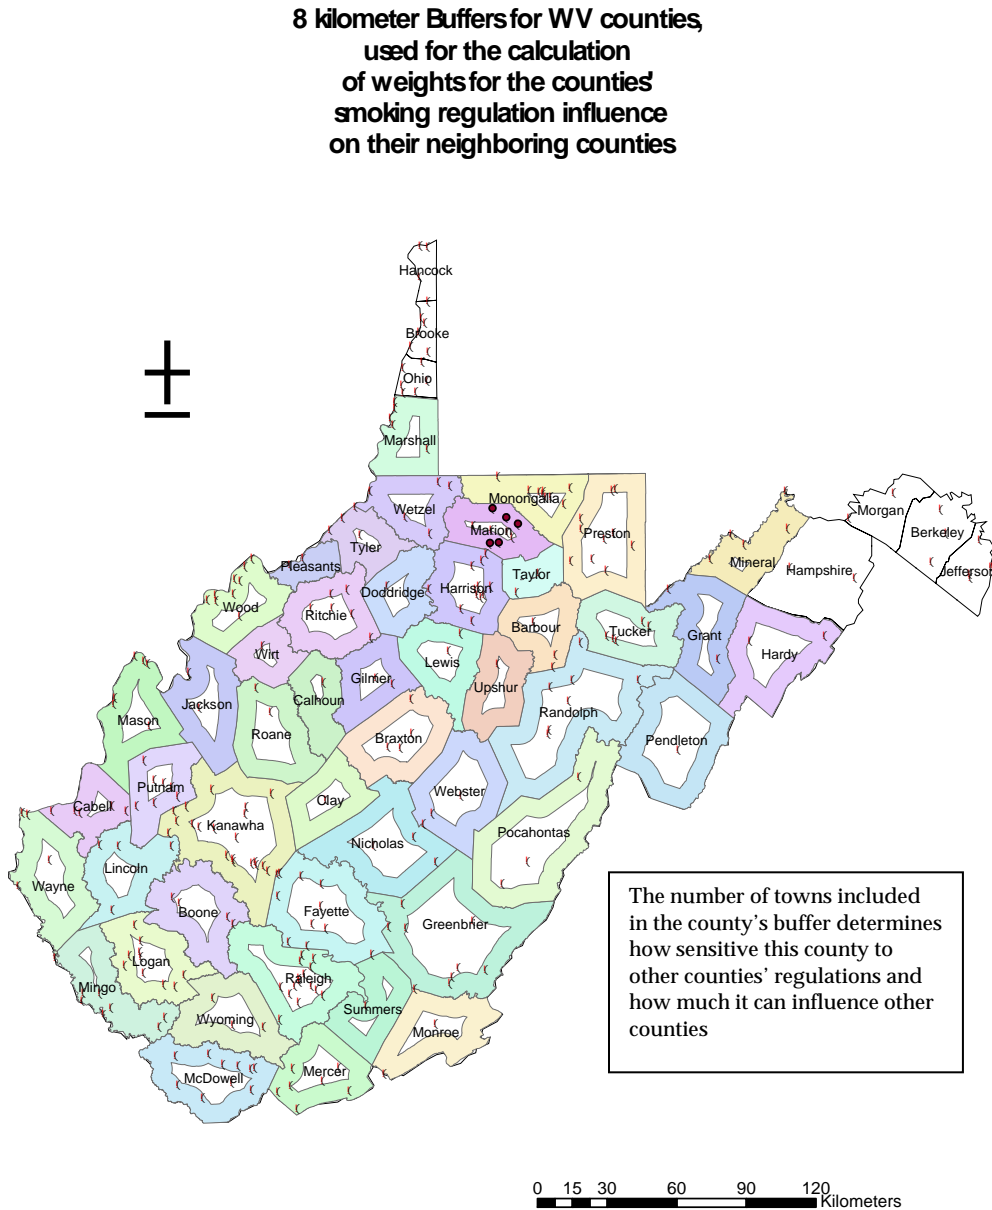 8 kilometer Buffers for WV counties,
used for the calculation
of weights for the counties'
smoking regulation influence
on their neighboring counties
Hancock
Brooke
Ohio
Marshall
Wetzel
Monongalia
Marion
Preston
Morgan
Berkeley
Jefferson
Tyler
Pleasants
Mineral
Hampshire
Doddridge
Harrison
Taylor
Wood
Ritchie
Barbour
Tucker
Grant
Wirt
Lewis
Hardy
Gilmer
Upshur
Calhoun
Jackson
Randolph
Mason
Roane
Braxton
Pendleton
Putnam
Webster
Clay
Cabell
Kanawha
Pocahontas
Nicholas
Lincoln
Wayne
Boone
Fayette
Greenbrier
Logan
Raleigh
Mingo
Summers
Wyoming
Monroe
McDowell
Mercer
The number of towns included
in the county’s buffer determines
how sensitive this county to
other counties’ regulations and
how much it can influence other
counties
0 15 30 60 90 120
Kilometers